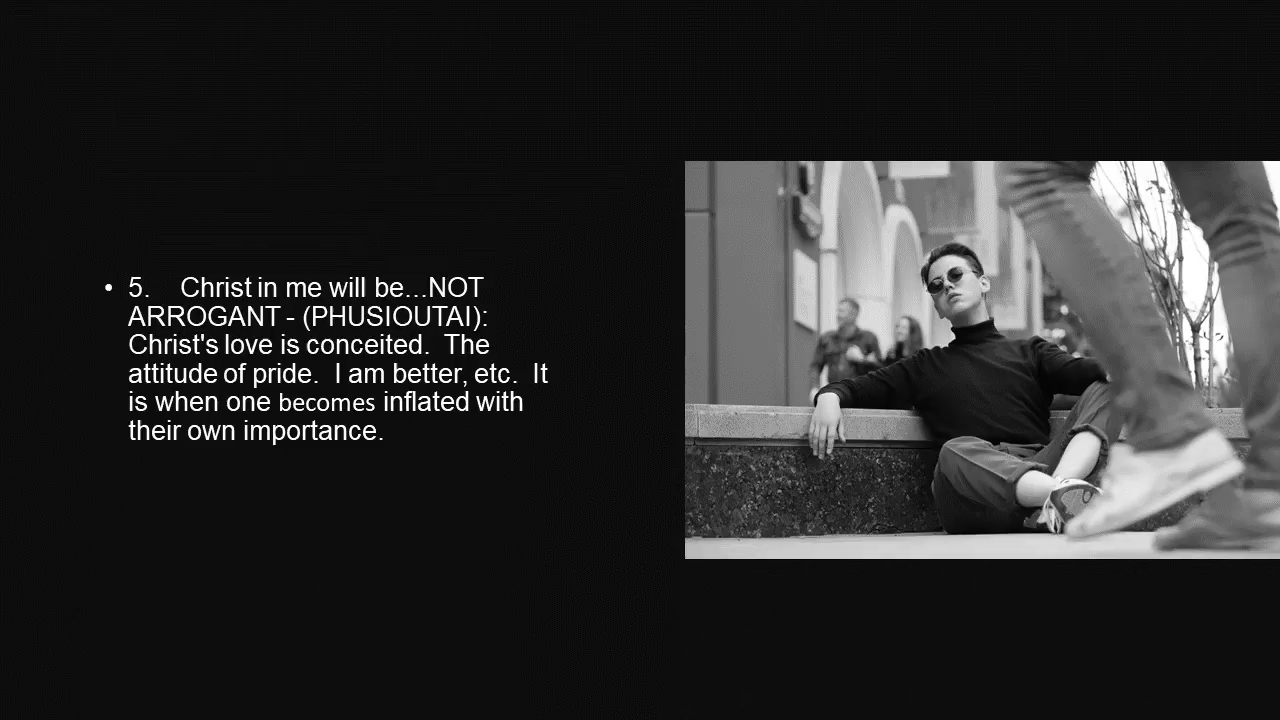 • 5. Christ in me will be...NOT
ARROGANT - (PHUSIOUTAI):
Christ's love is conceited. The
attitude of pride. I am better, etc. It
is when one becomes inflated with
their own importance.